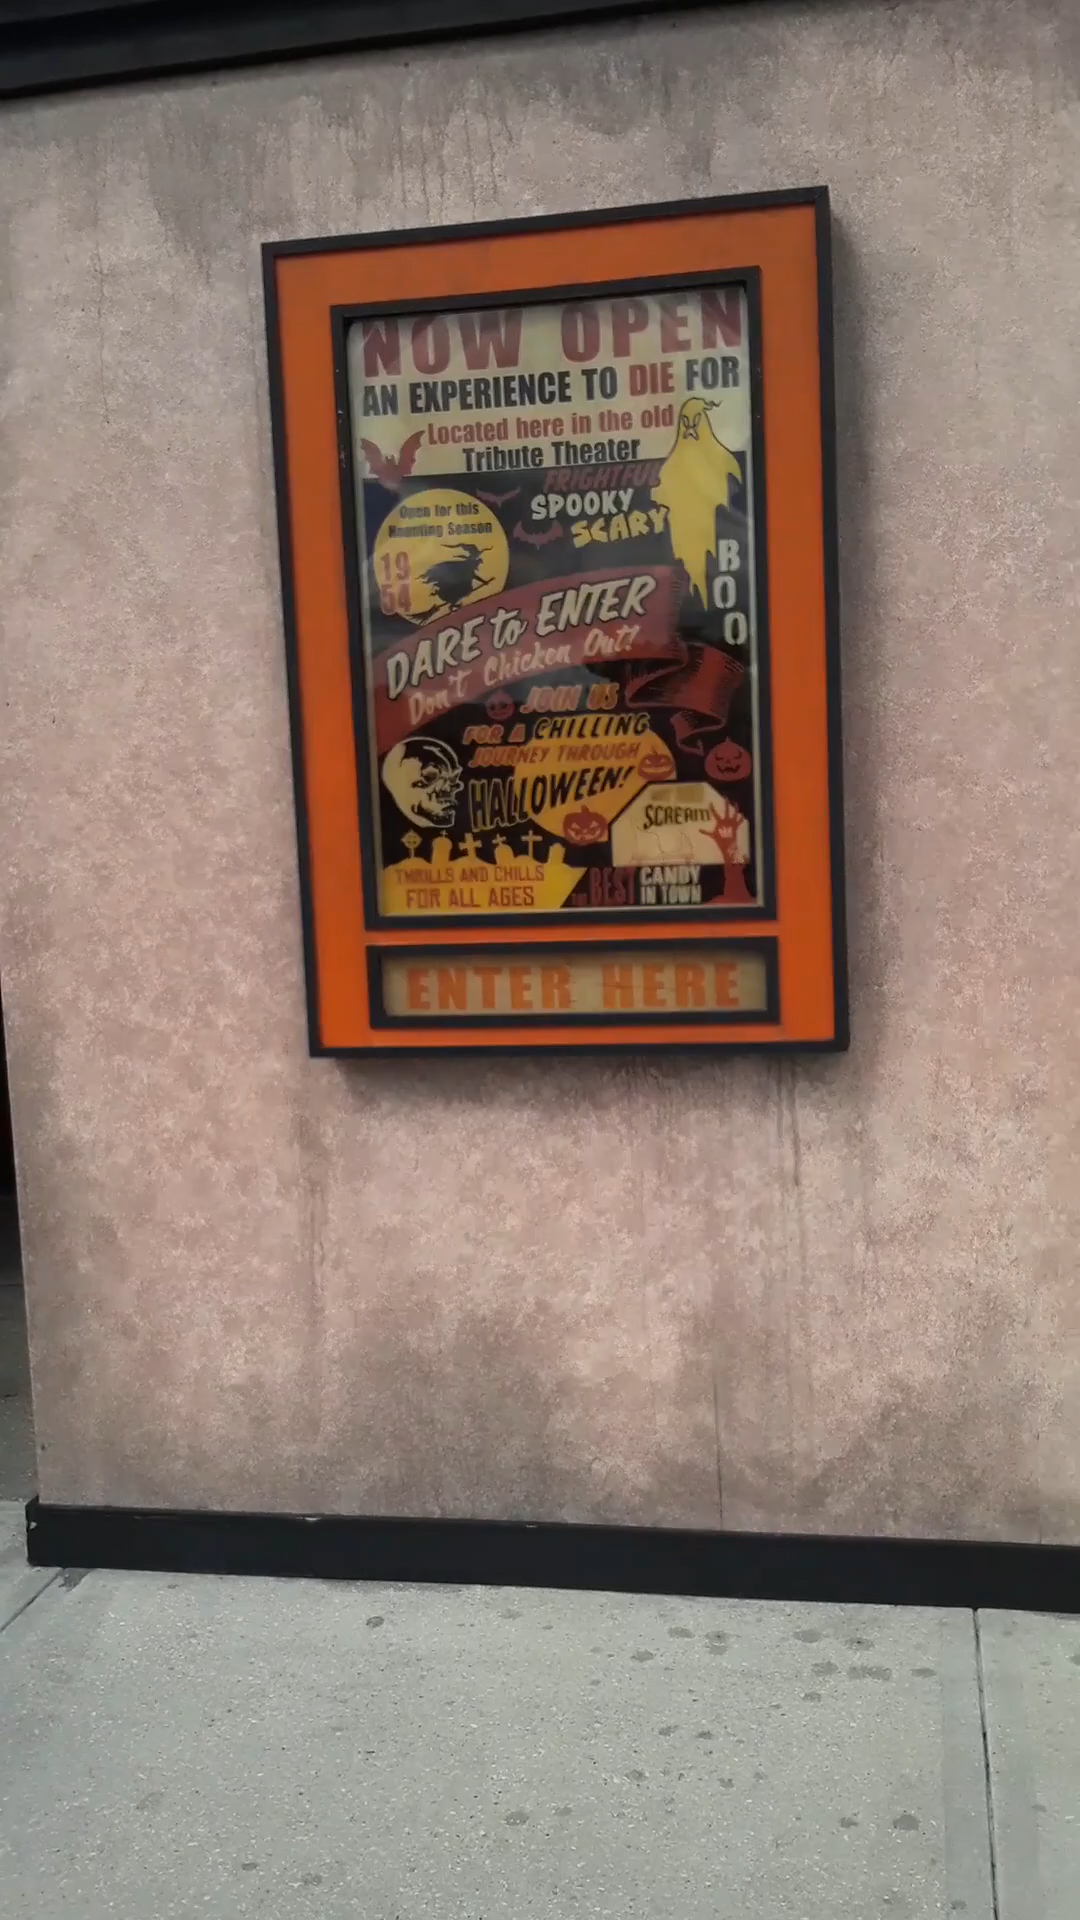 NOW OPEN
AN EXPERIENCE TO DIE FOR
Located here in the old
Tribute Theater
FRIGHTFUL
SPOOKY
SCARY
Open for this
Haunting Season
19
54
BOO
DARE to ENTER
Don't Chicken Out!
JOIN US
FOR A CHILLING
JOURNEY THROUGH
HALLOWEEN!
SCREAM
THRILLS AND CHILLS
FOR ALL AGES
BEST CANDY
IN TOWN
ENTER HERE